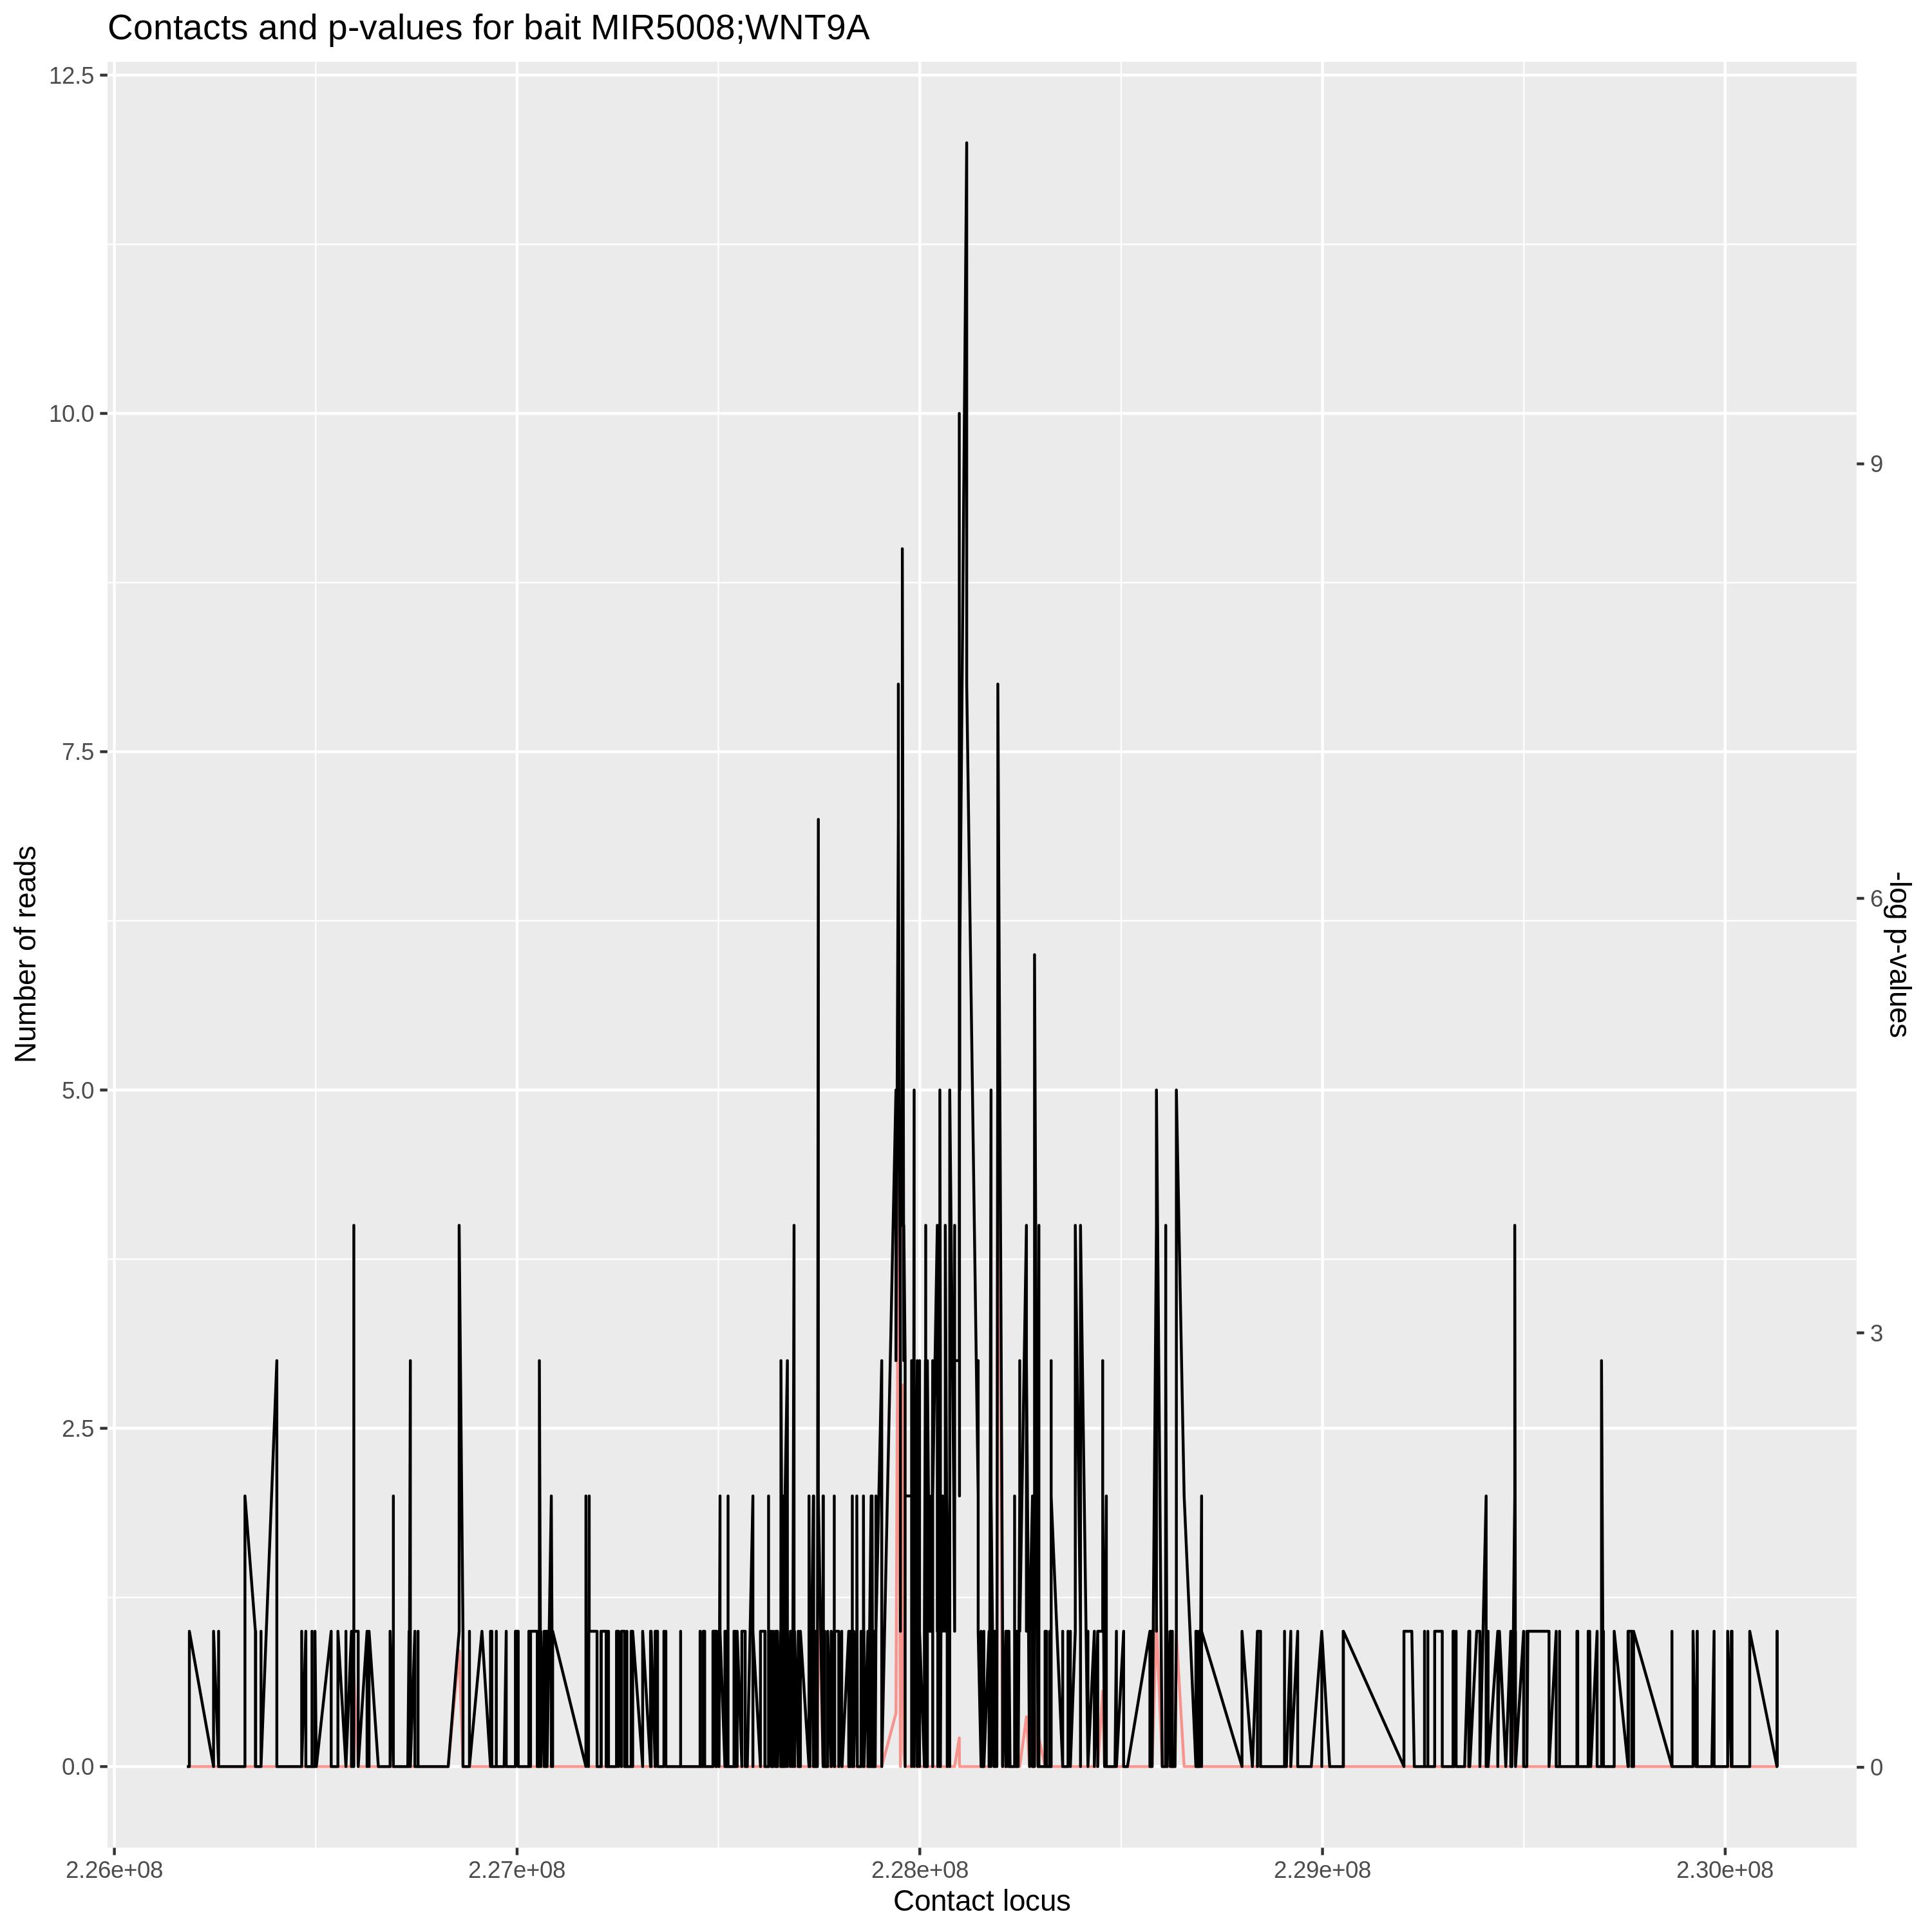 Contacts and p-values for bait MIR5008;WNT9A
12.5
10.0
7.5
5.0
2.5
0.0
Number of reads
9
6
3
0
-log p-values
2.26e+08
2.27e+08
2.28e+08
2.29e+08
2.30e+08
Contact locus